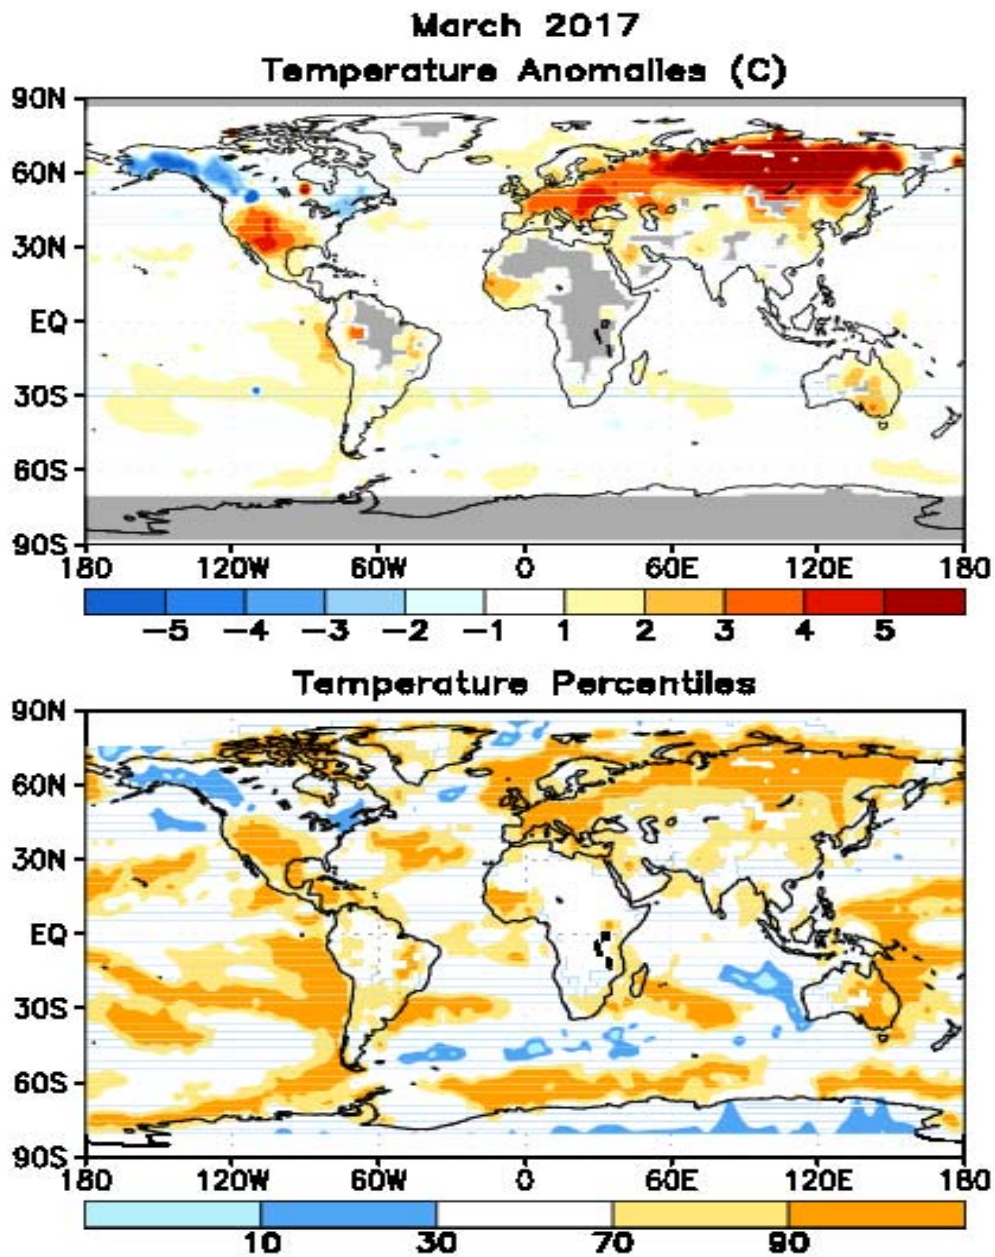 March 2017
Temperature Anomalies (C)
90N
60N
30N
EQ
30S
60S
90S
180 120W 60W 0 60E 120E 180
-5 -4 -3 -2 -1 1 2 3 4 5
Temperature Percentiles
90N
60N
30N
EQ
30S
60S
90S
180 120W 60W 0 60E 120E 180
10 30 70 90